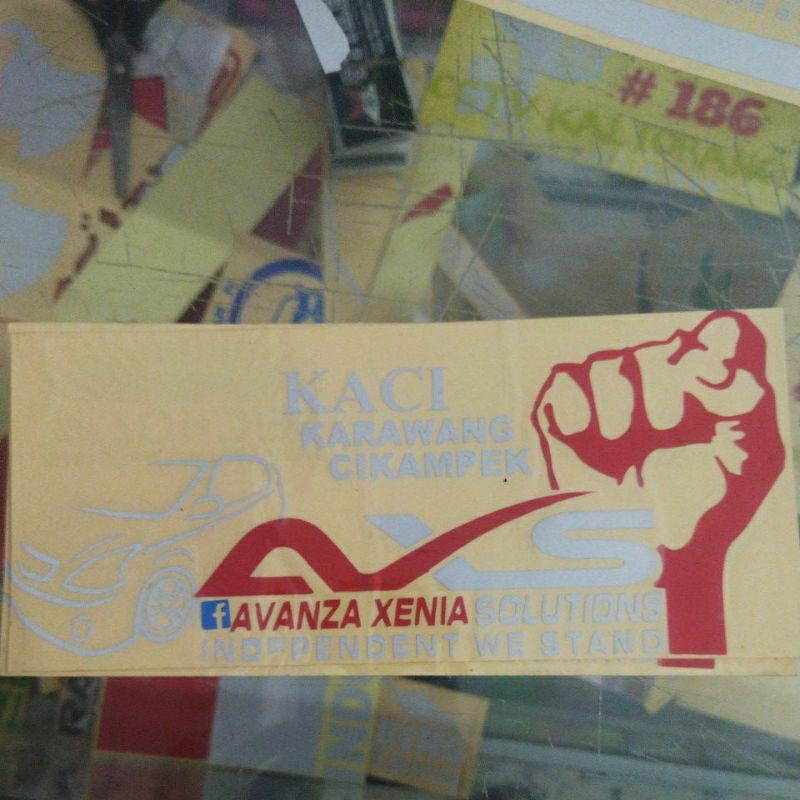 # 186
KACI
KARAWANG
CIKAMPEK
AXS
f AVANZA XENIA SOLUTIONS
INDEPENDENT WE STAND